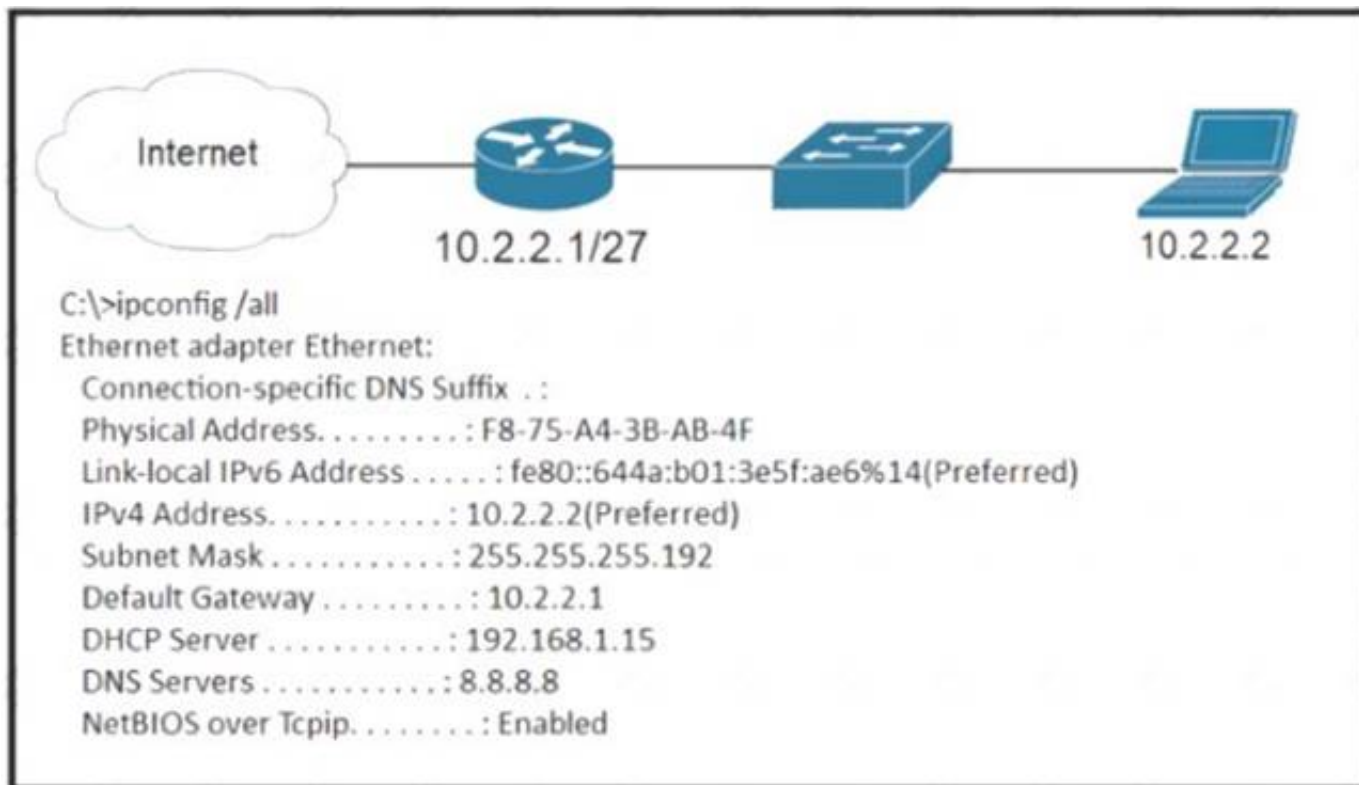 Internet
10.2.2.1/27
10.2.2.2
C:\>ipconfig /all
Ethernet adapter Ethernet:
Connection-specific DNS Suffix . :
Physical Address. . . . . . . . . : F8-75-A4-3B-AB-4F
Link-local IPv6 Address . . . . . : fe80::644a:b01:3e5f:ae6%14(Preferred)
IPv4 Address. . . . . . . . . . . : 10.2.2.2(Preferred)
Subnet Mask . . . . . . . . . . . : 255.255.255.192
Default Gateway . . . . . . . . . : 10.2.2.1
DHCP Server . . . . . . . . . . . : 192.168.1.15
DNS Servers . . . . . . . . . . . : 8.8.8.8
NetBIOS over Tcpip. . . . . . . . : Enabled